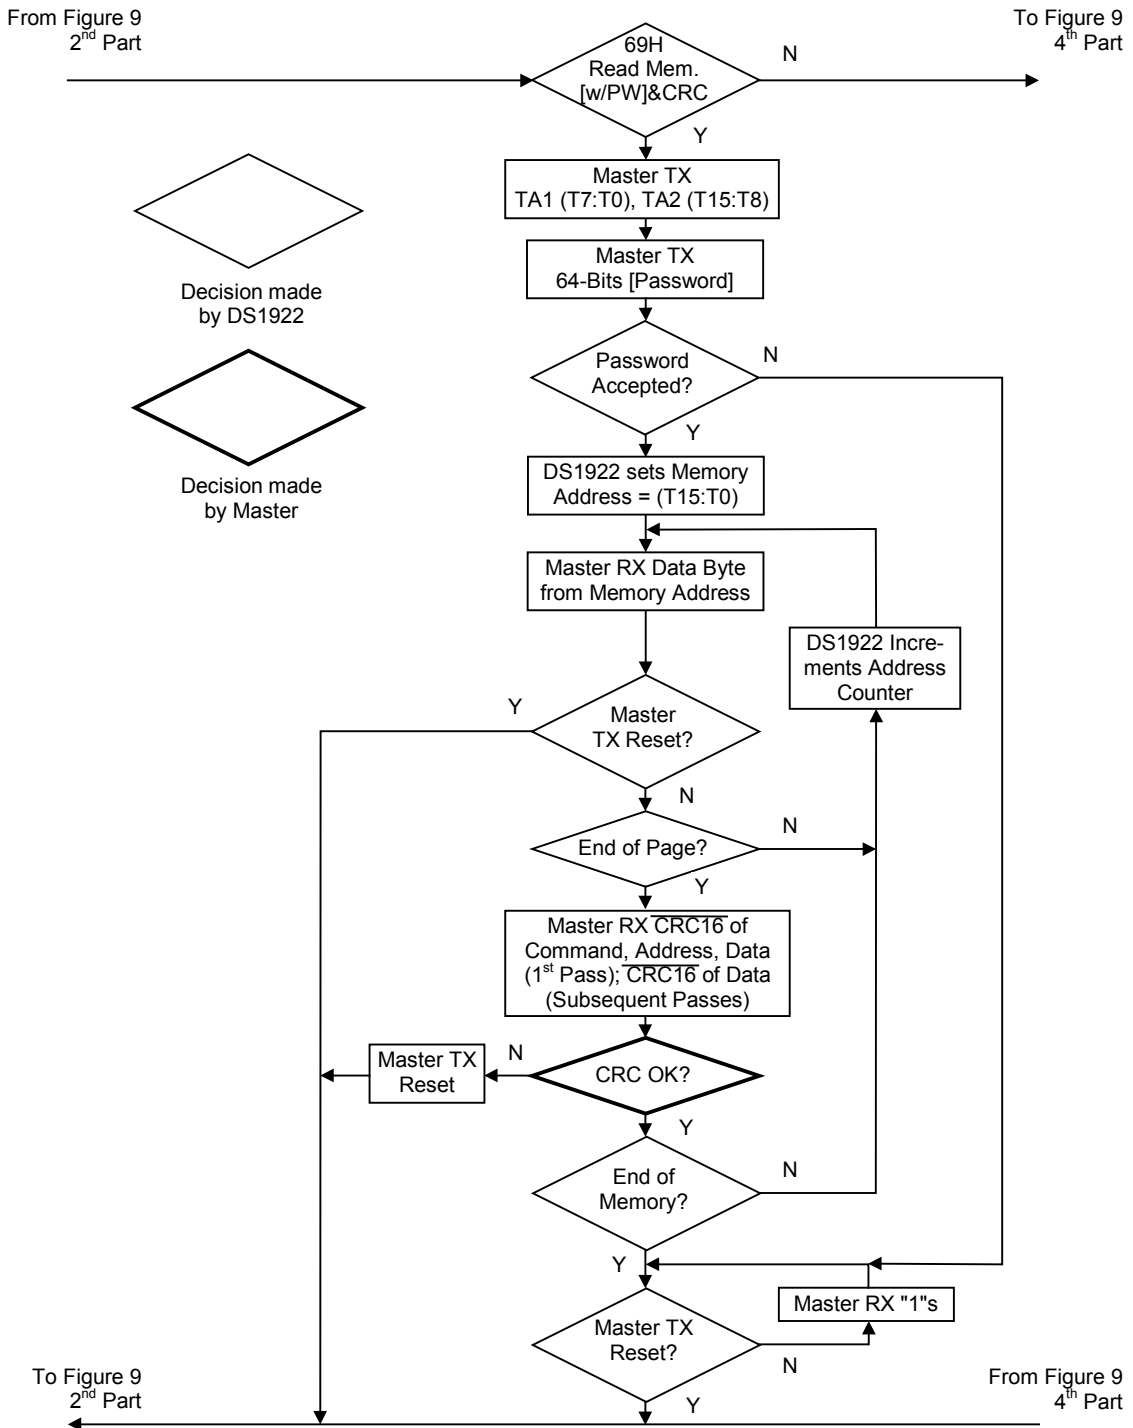 From Figure 9
2nd Part
To Figure 9
4th Part
69H
Read Mem.
[w/PW]&CRC
N
Y
Master TX
TA1 (T7:T0), TA2 (T15:T8)
Master TX
64-Bits [Password]
Decision made
by DS1922
Password
Accepted?
N
Y
Decision made
by Master
DS1922 sets Memory
Address = (T15:T0)
Master RX Data Byte
from Memory Address
DS1922 Incre-
ments Address
Counter
Y
Master
TX Reset?
N
End of Page?
N
Y
Master RX CRC16 of
Command, Address, Data
(1st Pass); CRC16 of Data
(Subsequent Passes)
Master TX
Reset
N
CRC OK?
Y
End of
Memory?
N
Y
Master RX "1"s
Master TX
Reset?
N
Y
To Figure 9
2nd Part
From Figure 9
4th Part